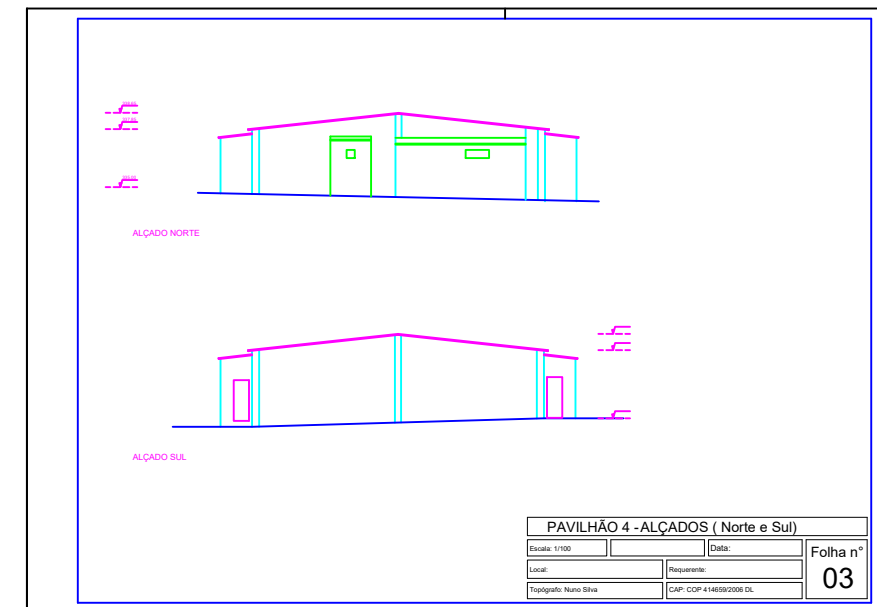 ALÇADO NORTE
ALÇADO SUL
PAVILHÃO 4 -ALÇADOS ( Norte e Sul)
Escala: 1/100
Data:
Folha n°
03
Local:
Requerente:
Topógrafo: Nuno Silva
CAP: COP 414659/2006 DL